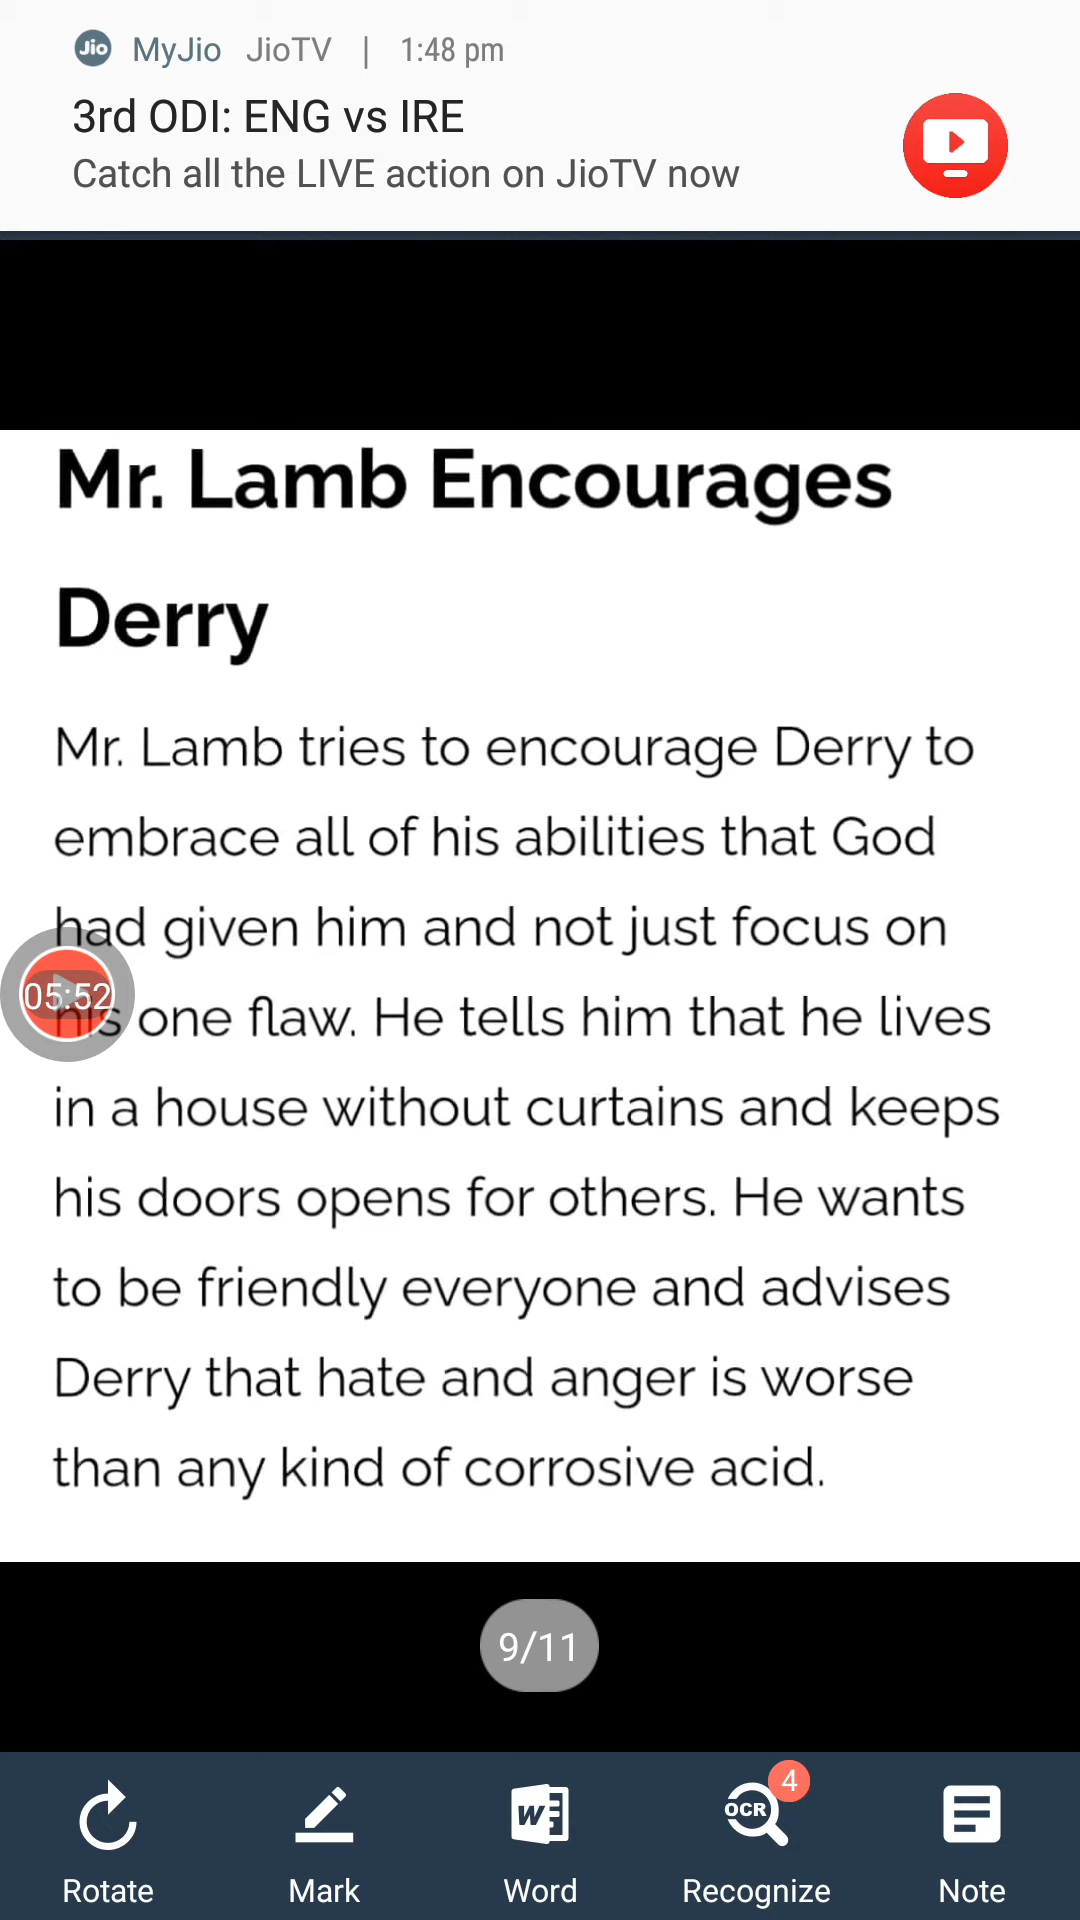 Jio MyJio JioTV | 1:48 pm
3rd ODI: ENG vs IRE
Catch all the LIVE action on JioTV now
Mr. Lamb Encourages
Derry
Mr. Lamb tries to encourage Derry to
embrace all of his abilities that God
had given him and not just focus on
his one flaw. He tells him that he lives
05:52
in a house without curtains and keeps
his doors opens for others. He wants
to be friendly everyone and advises
Derry that hate and anger is worse
than any kind of corrosive acid.
9/11
W OCR 4
Rotate Mark Word Recognize Note